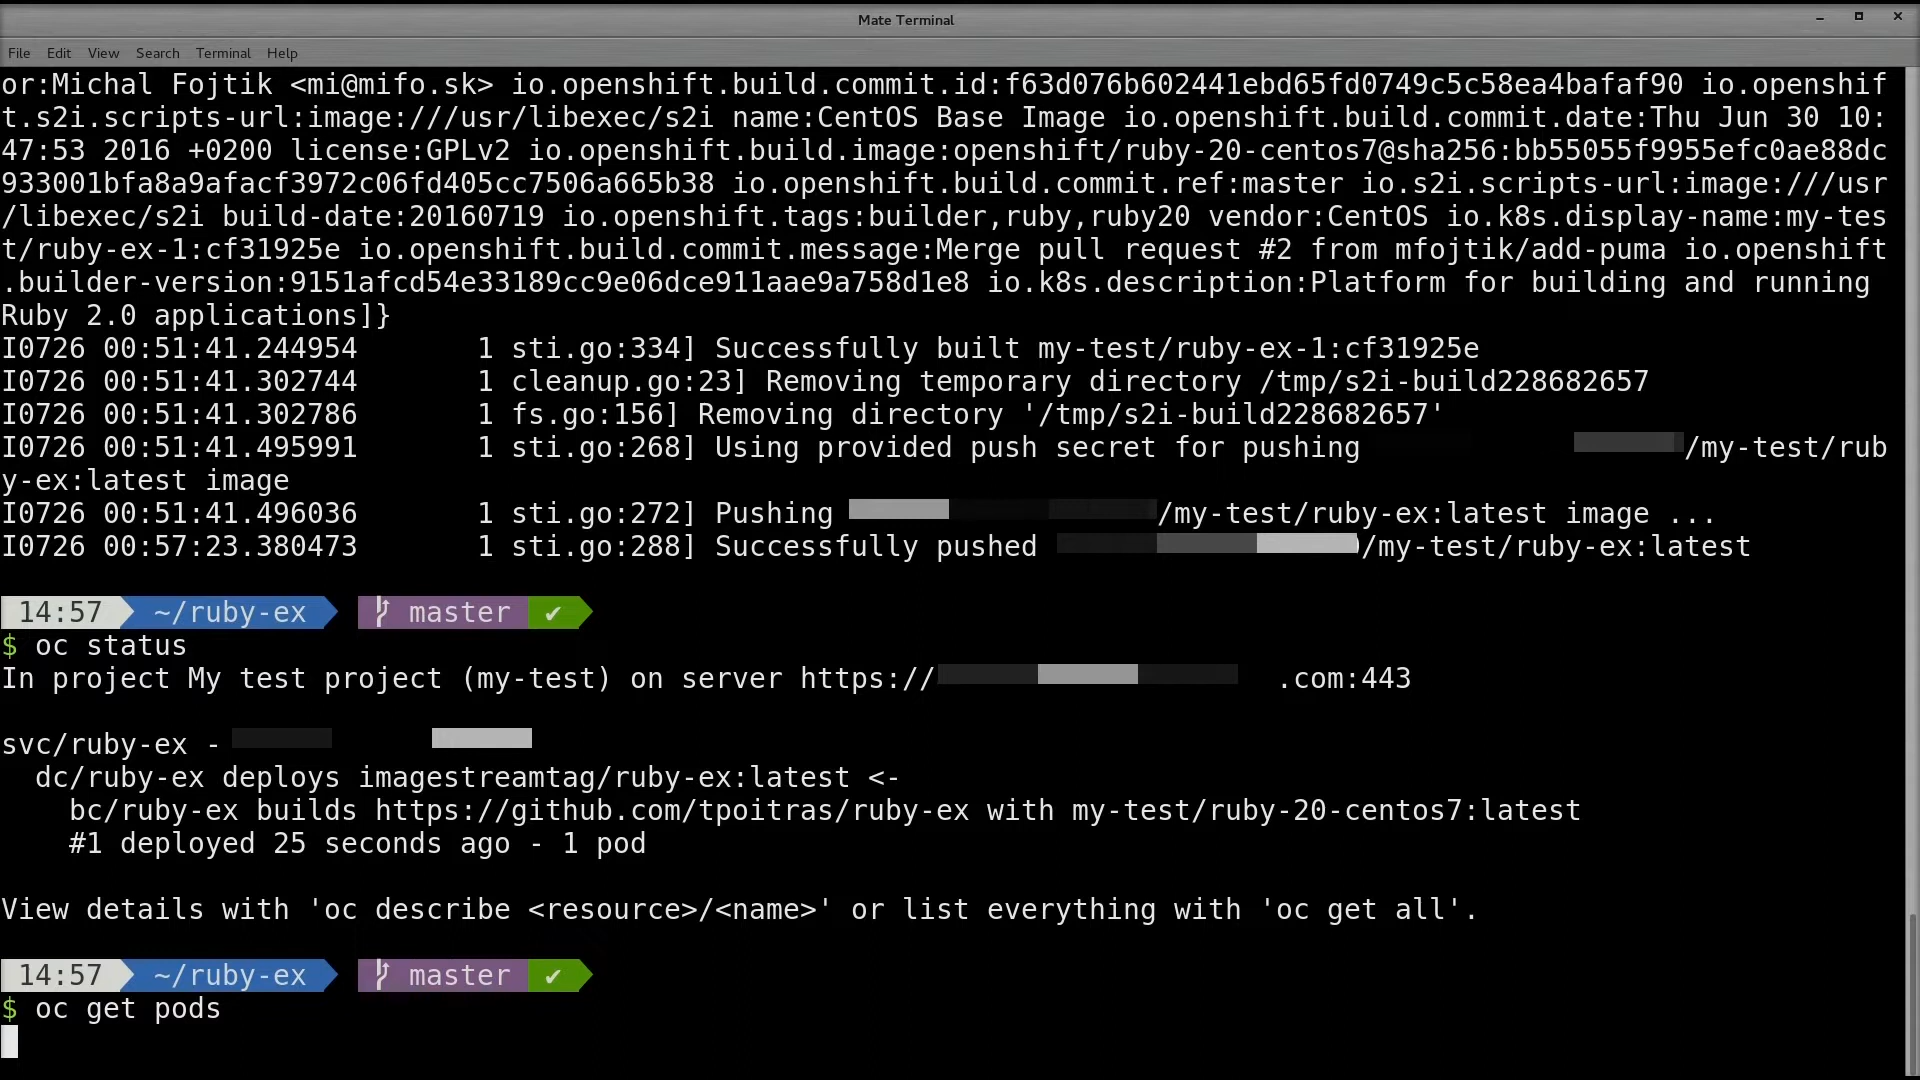 Mate Terminal
File Edit View Search Terminal Help
or:Michal Fojtik <mi@mifo.sk> io.openshift.build.commit.id:f63d076b602441ebd65fd0749c5c58ea4bafaf90 io.openshif
t.s2i.scripts-url:image:///usr/libexec/s2i name:CentOS Base Image io.openshift.build.commit.date:Thu Jun 30 10:
47:53 2016 +0200 license:GPLv2 io.openshift.build.image:openshift/ruby-20-centos7@sha256:bb55055f9955efc0ae88dc
933001bfa8a9afacf3972c06fd405cc7506a665b38 io.openshift.build.commit.ref:master io.s2i.scripts-url:image:///usr
/libexec/s2i build-date:20160719 io.openshift.tags:builder,ruby,ruby20 vendor:CentOS io.k8s.display-name:my-tes
t/ruby-ex-1:cf31925e io.openshift.build.commit.message:Merge pull request #2 from mfojtik/add-puma io.openshift
.builder-version:9151afcd54e33189cc9e06dce911aae9a758d1e8 io.k8s.description:Platform for building and running
Ruby 2.0 applications]}
I0726 00:51:41.244954 1 sti.go:334] Successfully built my-test/ruby-ex-1:cf31925e
I0726 00:51:41.302744 1 cleanup.go:23] Removing temporary directory /tmp/s2i-build228682657
I0726 00:51:41.302786 1 fs.go:156] Removing directory '/tmp/s2i-build228682657'
I0726 00:51:41.495991 1 sti.go:268] Using provided push secret for pushing /my-test/rub
y-ex:latest image
I0726 00:51:41.496036 1 sti.go:272] Pushing /my-test/ruby-ex:latest image ...
I0726 00:57:23.380473 1 sti.go:288] Successfully pushed /my-test/ruby-ex:latest
14:57 ~/ruby-ex master ✔
$ oc status
In project My test project (my-test) on server https:// .com:443
svc/ruby-ex -
dc/ruby-ex deploys imagestreamtag/ruby-ex:latest <-
bc/ruby-ex builds https://github.com/tpoitras/ruby-ex with my-test/ruby-20-centos7:latest
#1 deployed 25 seconds ago - 1 pod
View details with 'oc describe <resource>/<name>' or list everything with 'oc get all'.
14:57 ~/ruby-ex master ✔
$ oc get pods